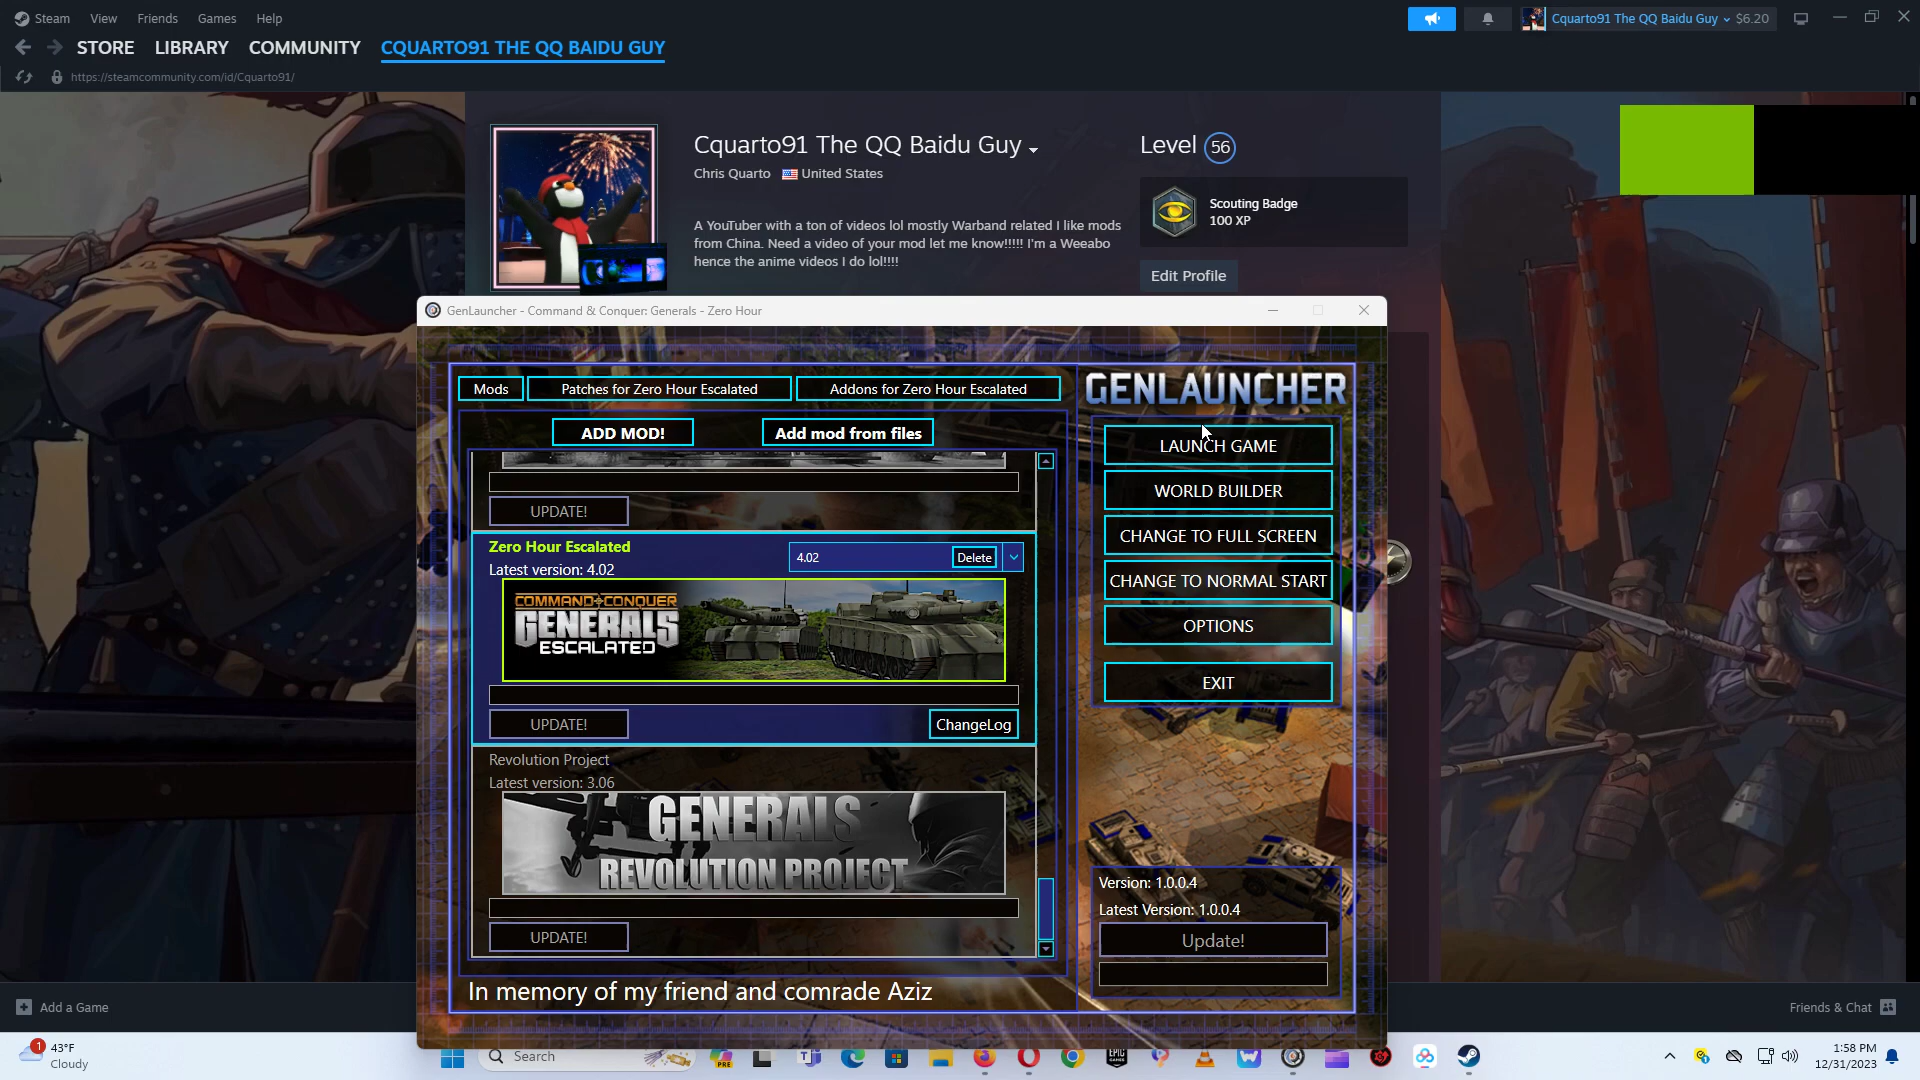 Steam View Friends Games Help
Cquarto91 The QQ Baidu Guy $6.20
STORE LIBRARY COMMUNITY CQUARTO91 THE QQ BAIDU GUY
https://steamcommunity.com/id/Cquarto91/
Cquarto91 The QQ Baidu Guy
Chris Quarto United States
A YouTuber with a ton of videos lol mostly Warband related I like mods
from China. Need a video of your mod let me know!!!!! I'm a Weeabo
hence the anime videos I do lol!!!!
Level 56
Scouting Badge
100 XP
Edit Profile
GenLauncher - Command & Conquer: Generals - Zero Hour
Mods Patches for Zero Hour Escalated Addons for Zero Hour Escalated
ADD MOD! Add mod from files
UPDATE!
Zero Hour Escalated
Latest version: 4.02
4.02 Delete
COMMAND CONQUER
GENERALS
ESCALATED
UPDATE! ChangeLog
Revolution Project
Latest version: 3.06
GENERALS
REVOLUTION PROJECT
UPDATE!
In memory of my friend and comrade Aziz
GENLAUNCHER
LAUNCH GAME
WORLD BUILDER
CHANGE TO FULL SCREEN
CHANGE TO NORMAL START
OPTIONS
EXIT
Version: 1.0.0.4
Latest Version: 1.0.0.4
Update!
Add a Game
Friends & Chat
1
43°F
Cloudy
Search
PRE
EPIC
GAMES
1:58 PM
12/31/2023